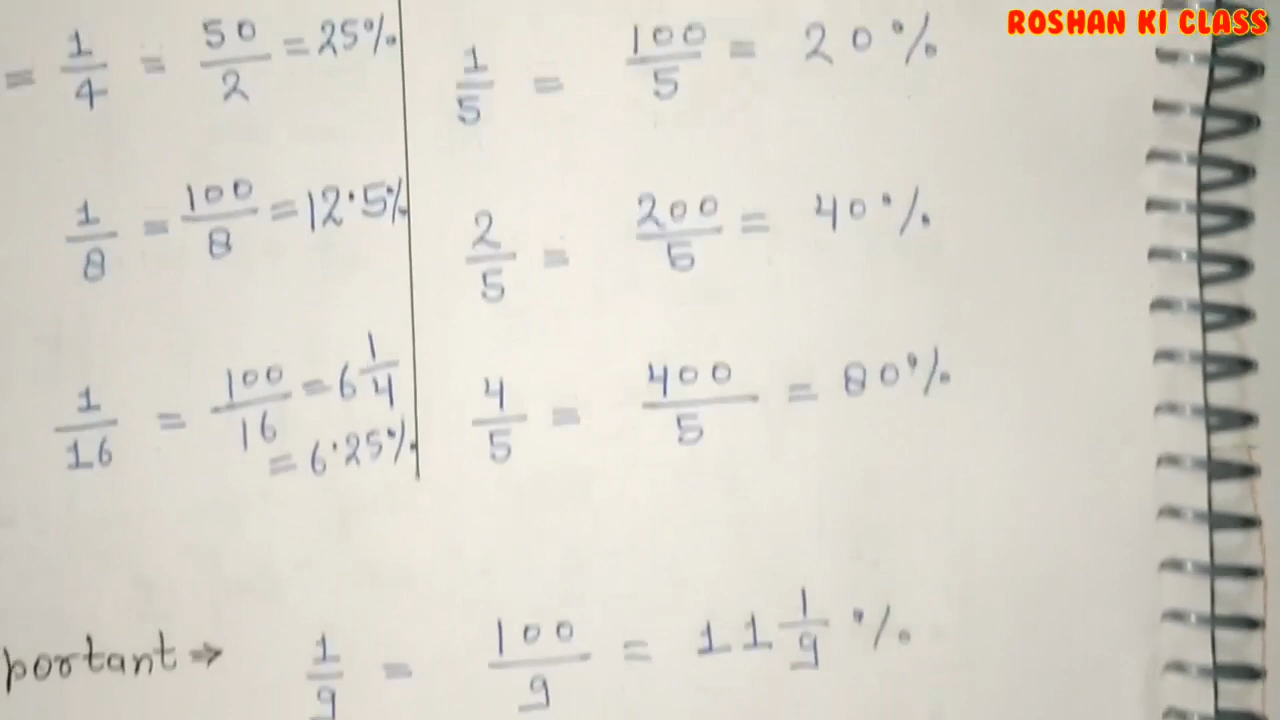 ROSHAN KI CLASS
= 1/4 = 50/2 = 25%
1/8 = 100/8 = 12.5%
1/16 = 100/16 = 6 1/4
= 6.25%
1/5 = 100/5 = 20%
2/5 = 200/5 = 40%
4/5 = 400/5 = 80%
portant ⇒ 1/9 = 100/9 = 11 1/9 %